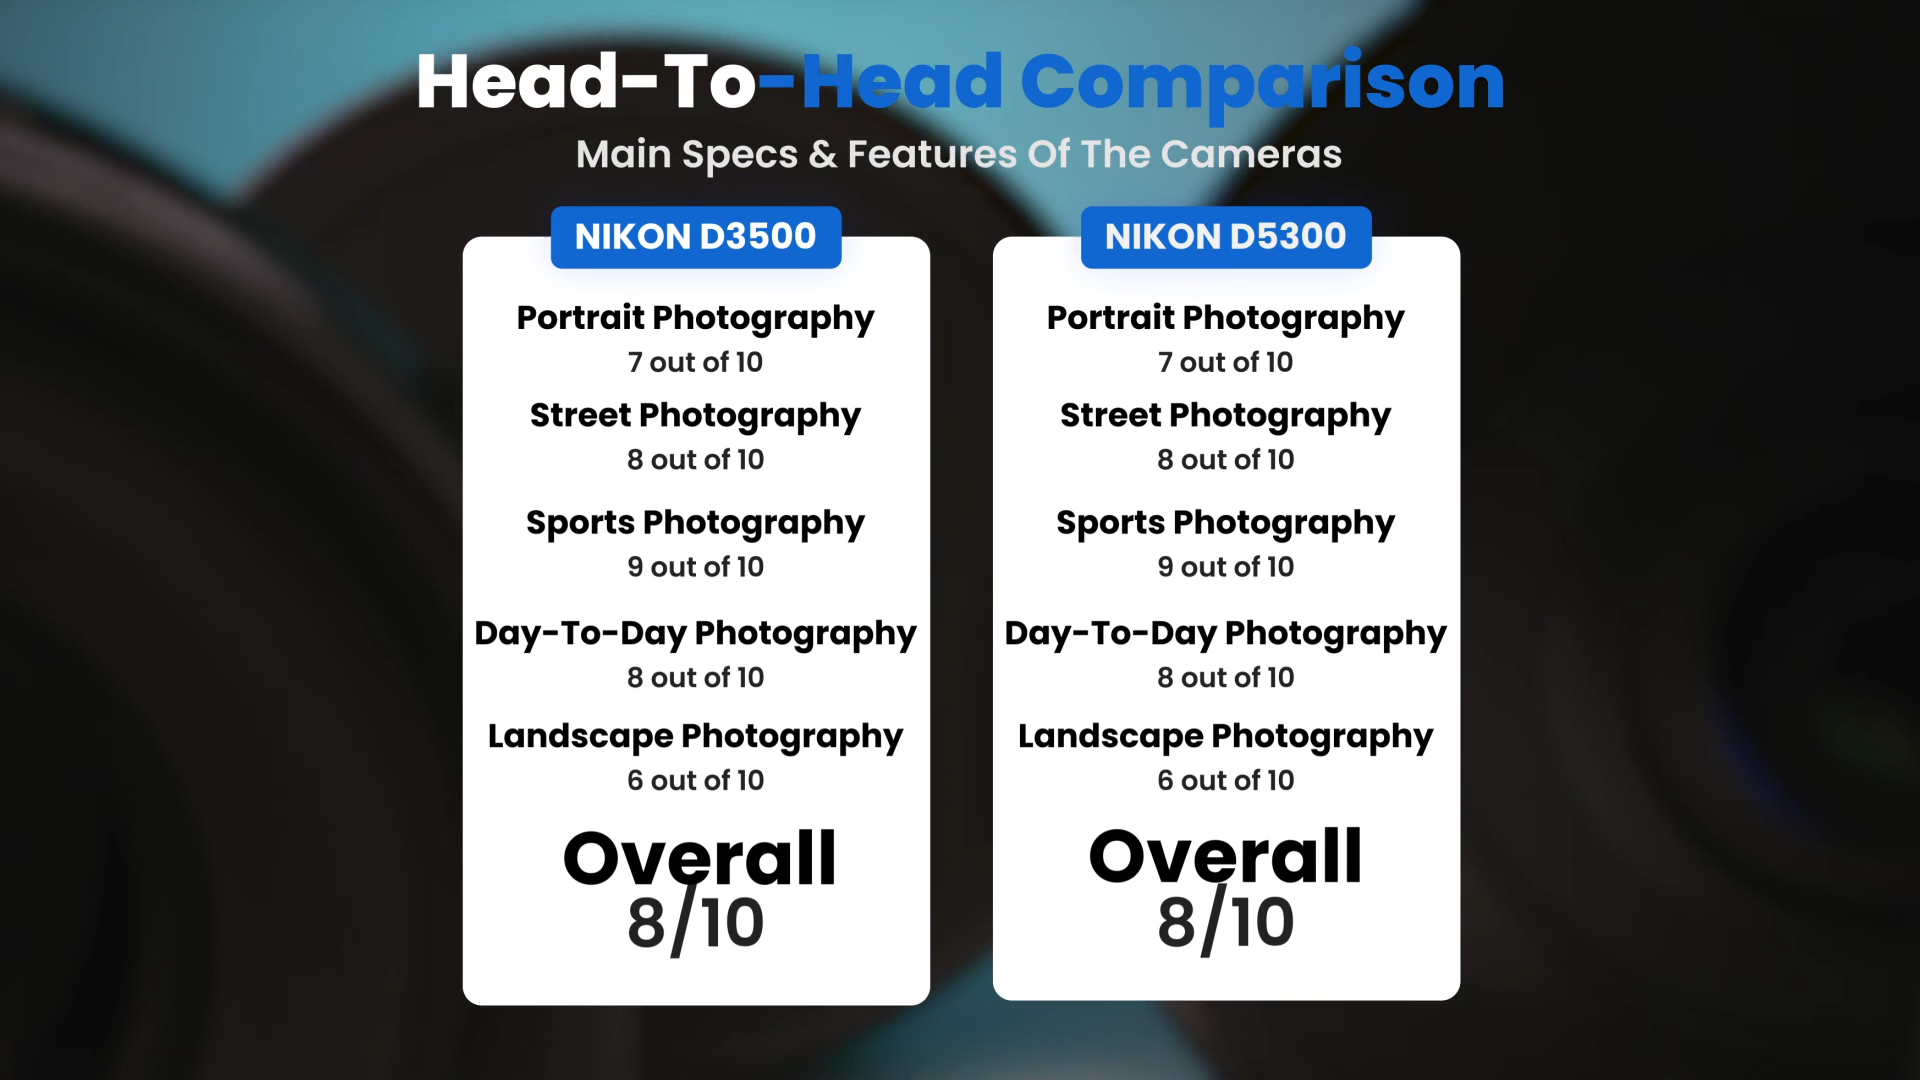 Head-To-Head Comparison
Main Specs & Features Of The Cameras
NIKON D3500
Portrait Photography
7 out of 10
Street Photography
8 out of 10
Sports Photography
9 out of 10
Day-To-Day Photography
8 out of 10
Landscape Photography
6 out of 10
Overall
8/10
NIKON D5300
Portrait Photography
7 out of 10
Street Photography
8 out of 10
Sports Photography
9 out of 10
Day-To-Day Photography
8 out of 10
Landscape Photography
6 out of 10
Overall
8/10